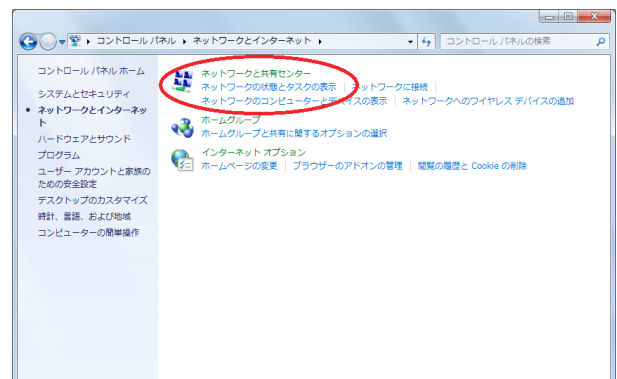 コントロール パネル ▸ ネットワークとインターネット ▸
コントロール パネルの検索
コントロール パネル ホーム
システムとセキュリティ
ネットワークとインターネッ
ト
ハードウェアとサウンド
プログラム
ユーザー アカウントと家族の
ための安全設定
デスクトップのカスタマイズ
時計、言語、および地域
コンピューターの簡単操作
ネットワークと共有センター
ネットワークの状態とタスクの表示 | ネットワークに接続 |
ネットワークのコンピューターとデバイスの表示 | ネットワークへのワイヤレス デバイスの追加
ホームグループ
ホームグループと共有に関するオプションの選択
インターネット オプション
ホームページの変更 | ブラウザーのアドオンの管理 | 閲覧の履歴と Cookie の削除